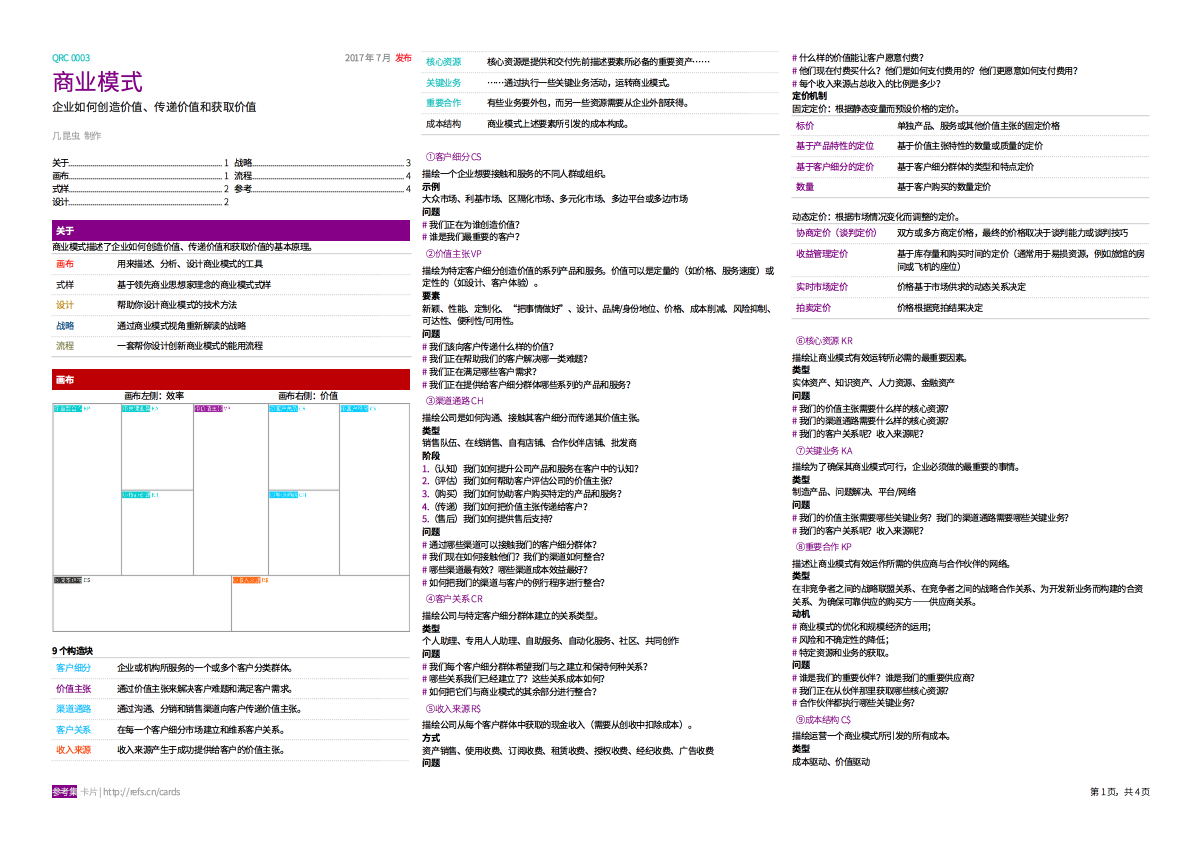 QRC 0003
2017 年 7 月 发布
商业模式
企业如何创造价值、传递价值和获取价值
几昆虫 制作
关于 1 战略 3
画布 1 流程 4
式样 2 参考 4
设计 2
关于
商业模式描述了企业如何创造价值、传递价值和获取价值的基本原理。
画布 用来描述、分析、设计商业模式的工具
式样 基于领先商业思想家理念的商业模式式样
设计 帮助你设计商业模式的技术方法
战略 通过商业模式视角重新解读的战略
流程 一套帮你设计创新商业模式的能用流程
画布
画布左侧：效率 画布右侧：价值
9 个构造块
客户细分 企业或机构所服务的一个或多个客户分类群体。
价值主张 通过价值主张来解决客户难题和满足客户需求。
渠道通路 通过沟通、分销和销售渠道向客户传递价值主张。
客户关系 在每一个客户细分市场建立和维系客户关系。
收入来源 收入来源产生于成功提供给客户的价值主张。
核心资源 核心资源是提供和交付先前描述要素所必备的重要资产……
关键业务 ……通过执行一些关键业务活动，运转商业模式。
重要合作 有些业务要外包，而另一些资源需要从企业外部获得。
成本结构 商业模式上述要素所引发的成本构成。
①客户细分 CS
描绘一个企业想要接触和服务的不同人群或组织。
示例
大众市场、利基市场、区隔化市场、多元化市场、多边平台或多边市场
问题
# 我们正在为谁创造价值？
# 谁是我们最重要的客户？
②价值主张 VP
描绘为特定客户细分创造价值的系列产品和服务。价值可以是定量的（如价格、服务速度）或
定性的（如设计、客户体验）。
要素
新颖、性能、定制化、“把事情做好”、设计、品牌/身份地位、价格、成本削减、风险抑制、
可达性、便利性/可用性。
问题
# 我们该向客户传递什么样的价值？
# 我们正在帮助我们的客户解决哪一类难题？
# 我们正在满足哪些客户需求？
# 我们正在提供给客户细分群体哪些系列的产品和服务？
③渠道通路 CH
描绘公司是如何沟通、接触其客户细分而传递其价值主张。
类型
销售队伍、在线销售、自有店铺、合作伙伴店铺、批发商
阶段
1.（认知）我们如何提升公司产品和服务在客户中的认知？
2.（评估）我们如何帮助客户评估公司的价值主张？
3.（购买）我们如何协助客户购买特定的产品和服务？
4.（传递）我们如何把价值主张传递给客户？
5.（售后）我们如何提供售后支持？
问题
# 通过哪些渠道可以接触我们的客户细分群体？
# 我们现在如何接触他们？我们的渠道如何整合？
# 哪些渠道最有效？哪些渠道成本效益最好？
# 如何把我们的渠道与客户的例行程序进行整合？
④客户关系 CR
描绘公司与特定客户细分群体建立的关系类型。
类型
个人助理、专用人人助理、自助服务、自动化服务、社区、共同创作
问题
# 我们每个客户细分群体希望我们与之建立和保持何种关系？
# 哪些关系我们已经建立了？这些关系成本如何？
# 如何把它们与商业模式的其余部分进行整合？
⑤收入来源 R$
描绘公司从每个客户群体中获取的现金收入（需要从创收中扣除成本）。
方式
资产销售、使用收费、订阅收费、租赁收费、授权收费、经纪收费、广告收费
问题
# 什么样的价值能让客户愿意付费？
# 他们现在付费买什么？他们是如何支付费用的？他们更愿意如何支付费用？
# 每个收入来源占总收入的比例是多少？
定价机制
固定定价：根据静态变量而预设价格的定价。
标价 单独产品、服务或其他价值主张的固定价格
基于产品特性的定位 基于价值主张特性的数量或质量的定价
基于客户细分的定价 基于客户细分群体的类型和特点定价
数量 基于客户购买的数量定价
动态定价：根据市场情况变化而调整的定价。
协商定价（谈判定价） 双方或多方商定价格，最终的价格取决于谈判能力或谈判技巧
收益管理定价 基于库存量和购买时间的定价（通常用于易损资源，例如旅馆的房
间或飞机的座位）
实时市场定价 价格基于市场供求的动态关系决定
拍卖定价 价格根据竞拍结果决定
⑥核心资源 KR
描绘让商业模式有效运转所必需的最重要因素。
类型
实体资产、知识资产、人力资源、金融资产
问题
# 我们的价值主张需要什么样的核心资源？
# 我们的渠道通路需要什么样的核心资源？
# 我们的客户关系呢？收入来源呢？
⑦关键业务 KA
描绘为了确保其商业模式可行，企业必须做的最重要的事情。
类型
制造产品、问题解决、平台/网络
问题
# 我们的价值主张需要哪些关键业务？我们的渠道通路需要哪些关键业务？
# 我们的客户关系呢？收入来源呢？
⑧重要合作 KP
描述让商业模式有效运作所需的供应商与合作伙伴的网络。
类型
在非竞争者之间的战略联盟关系、在竞争者之间的战略合作关系、为开发新业务而构建的合资
关系、为确保可靠供应的购买方——供应商关系。
动机
# 商业模式的优化和规模经济的运用；
# 风险和不确定性的降低；
# 特定资源和业务的获取。
问题
# 谁是我们的重要伙伴？谁是我们的重要供应商？
# 我们正在从伙伴那里获取哪些核心资源？
# 合作伙伴都执行哪些关键业务？
⑨成本结构 C$
描绘运营一个商业模式所引发的所有成本。
类型
成本驱动、价值驱动
参考集 卡片 | http://refs.cn/cards
第 1 页，共 4 页